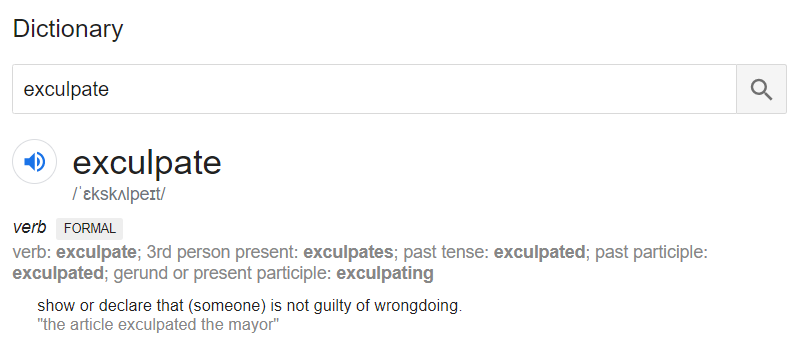 Dictionary
exculpate
exculpate
/ˈɛkskʌlpeɪt/
verb FORMAL
verb: exculpate; 3rd person present: exculpates; past tense: exculpated; past participle:
exculpated; gerund or present participle: exculpating
show or declare that (someone) is not guilty of wrongdoing.
"the article exculpated the mayor"